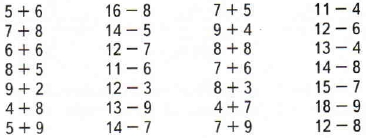 5 + 6 16 − 8 7 + 5 11 − 4
7 + 8 14 − 5 9 + 4 12 − 6
6 + 6 12 − 7 8 + 8 13 − 4
8 + 5 11 − 6 7 + 6 14 − 8
9 + 2 12 − 3 8 + 3 15 − 7
4 + 8 13 − 9 4 + 7 18 − 9
5 + 9 14 − 7 7 + 9 12 − 8